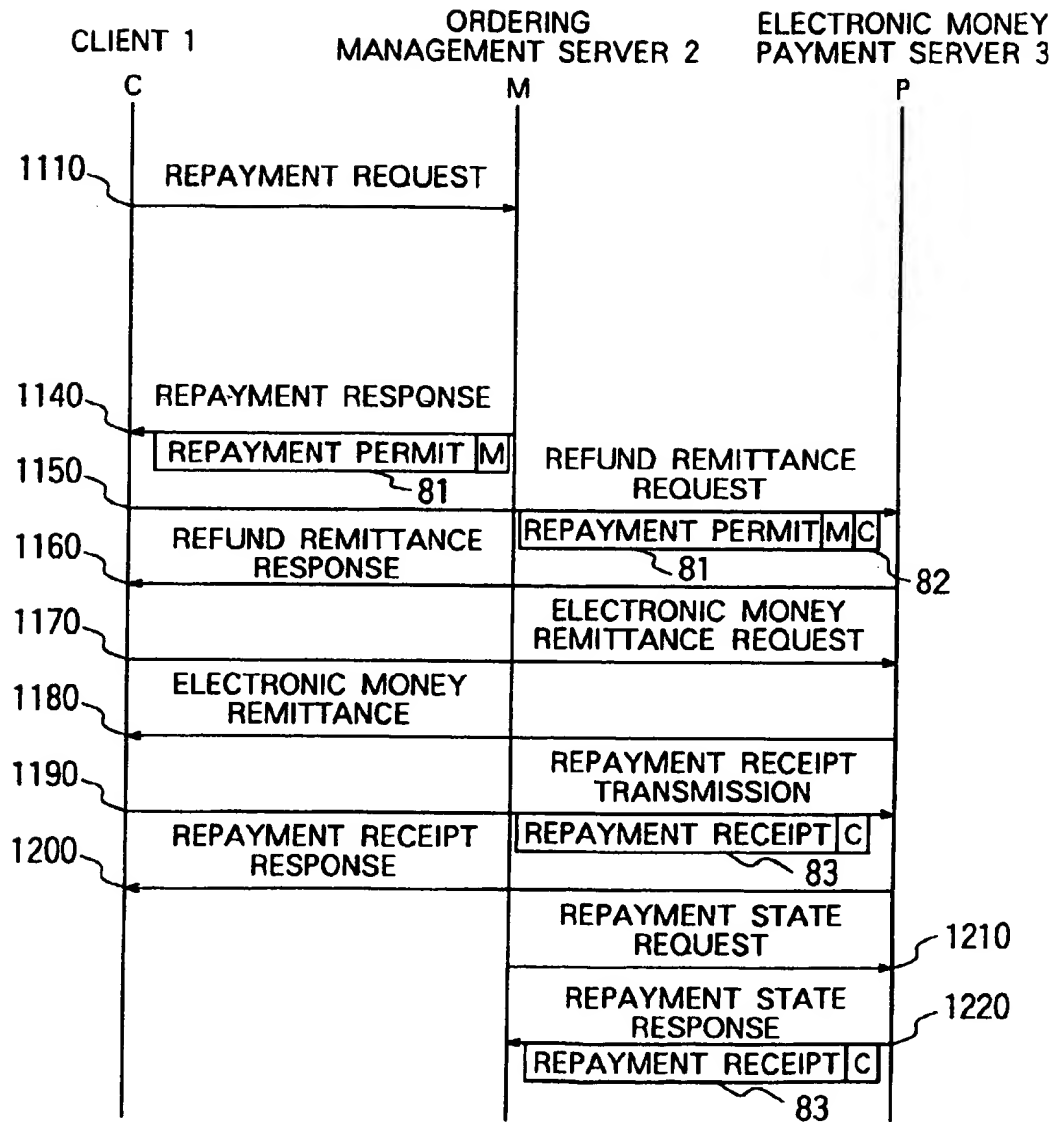 CLIENT 1
ORDERING
MANAGEMENT SERVER 2
ELECTRONIC MONEY
PAYMENT SERVER 3
C
M
P
1110
REPAYMENT REQUEST
1140
REPAYMENT RESPONSE
REPAYMENT PERMIT M
81
1150
REFUND REMITTANCE
REQUEST
REPAYMENT PERMIT M C
81
82
1160
REFUND REMITTANCE
RESPONSE
1170
ELECTRONIC MONEY
REMITTANCE REQUEST
1180
ELECTRONIC MONEY
REMITTANCE
1190
REPAYMENT RECEIPT
TRANSMISSION
REPAYMENT RECEIPT C
83
1200
REPAYMENT RECEIPT
RESPONSE
REPAYMENT STATE
REQUEST
1210
REPAYMENT STATE
RESPONSE
1220
REPAYMENT RECEIPT C
83